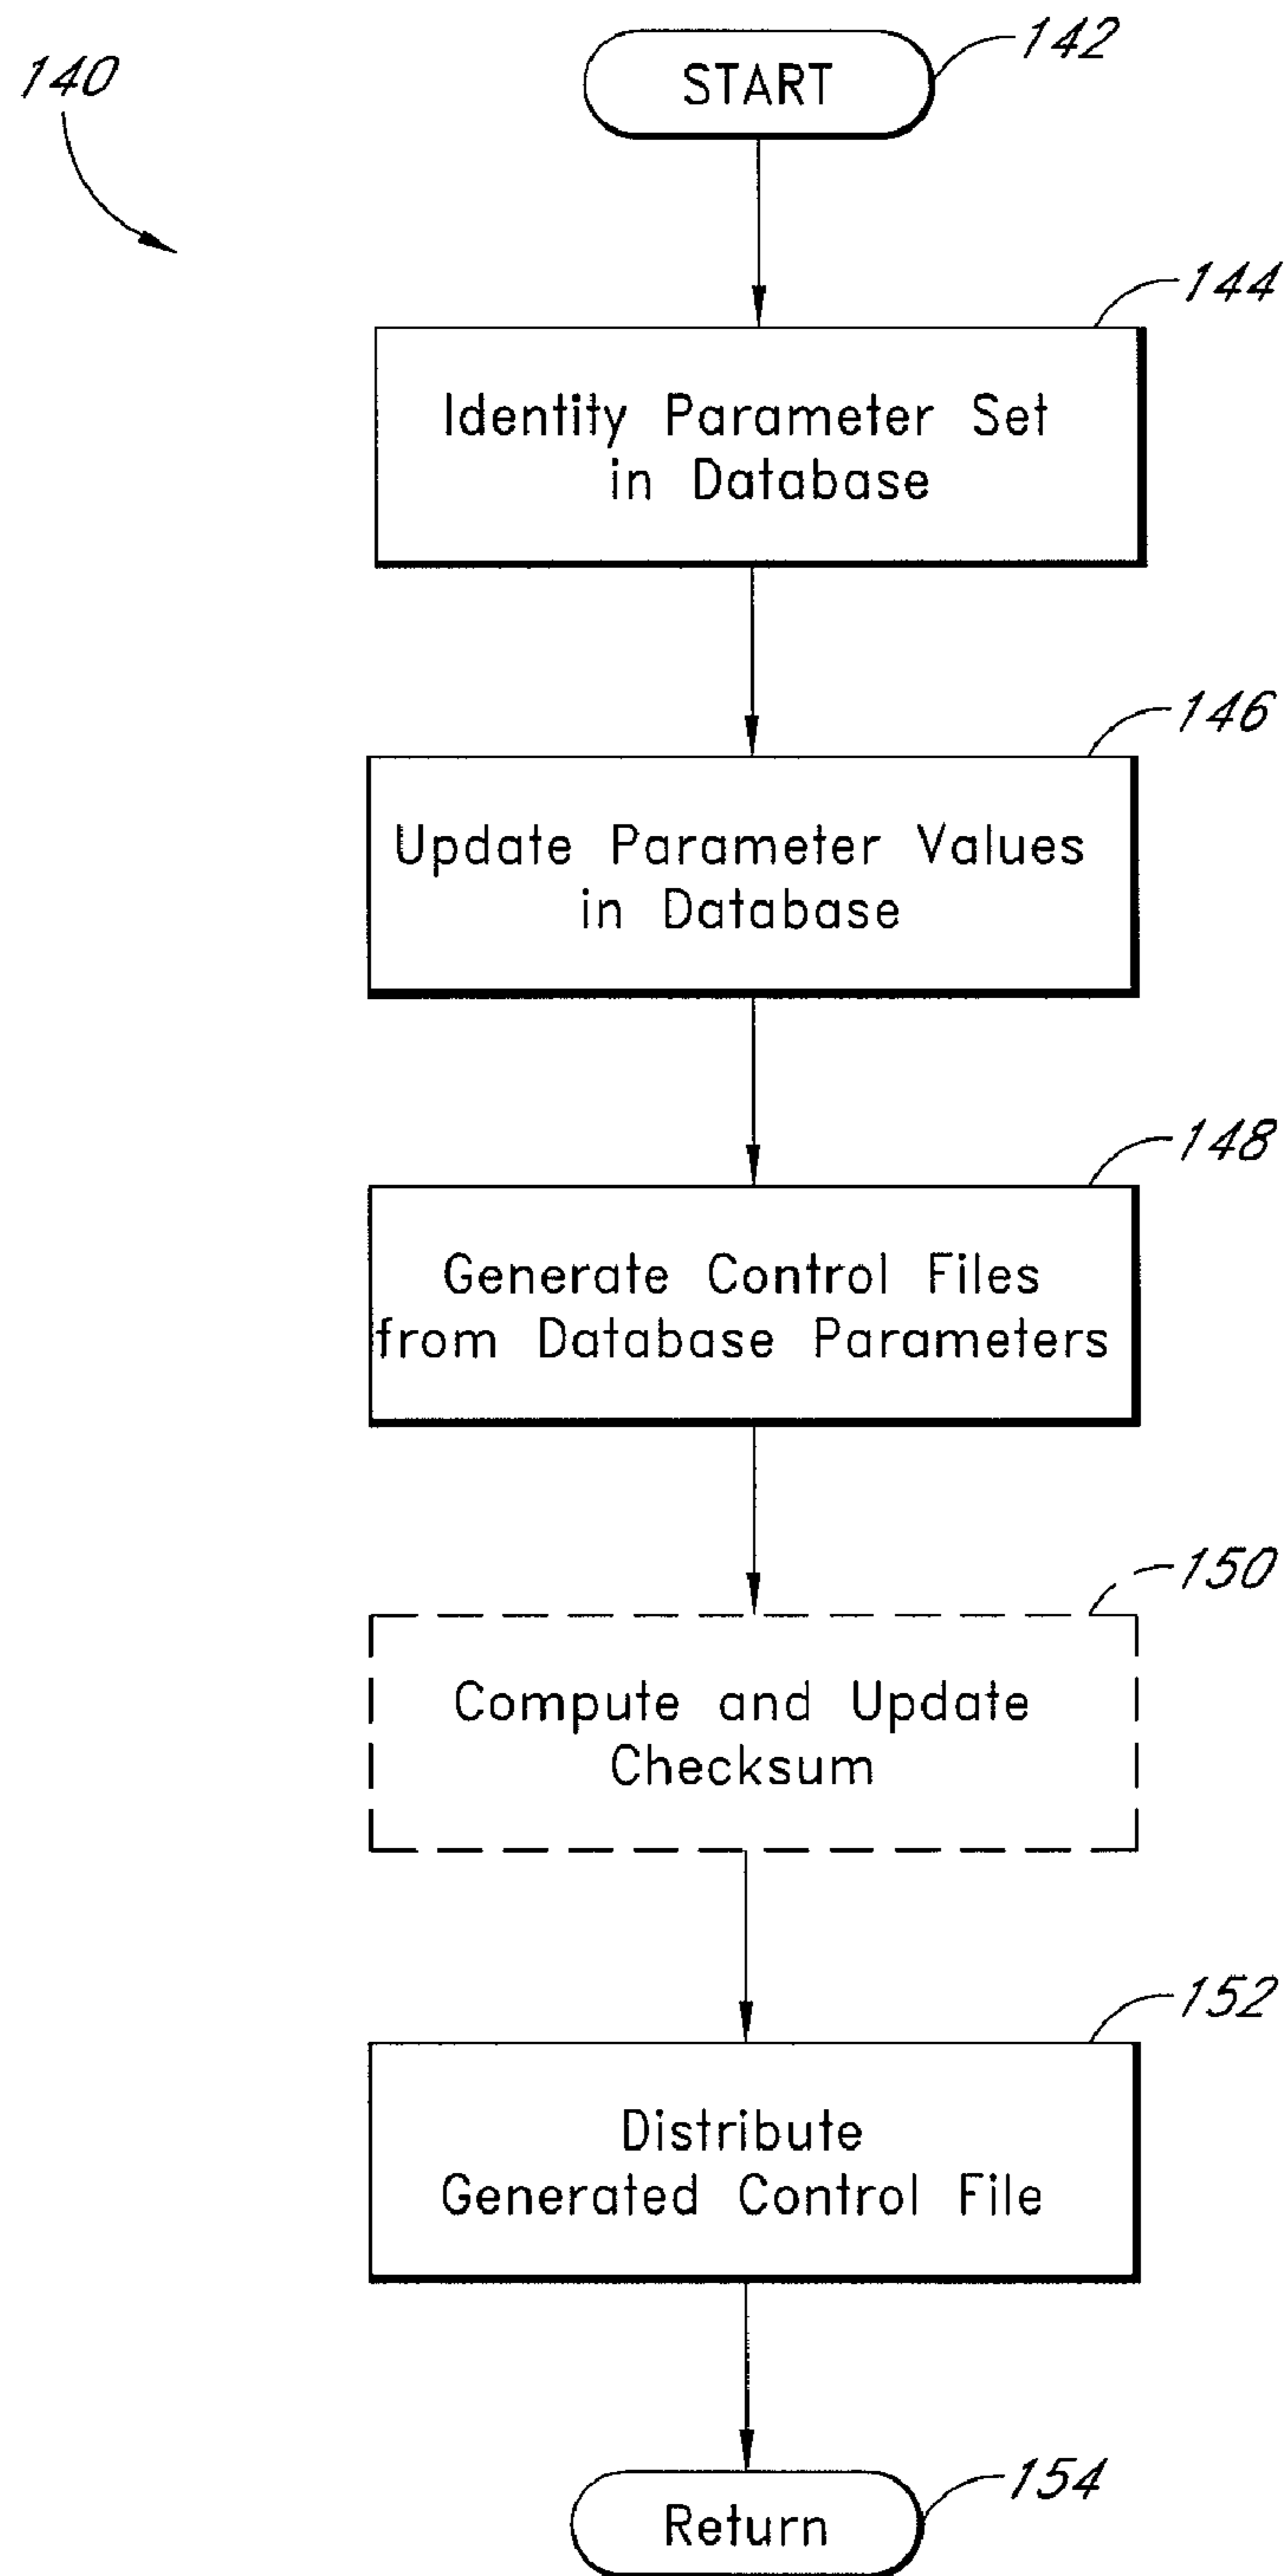 140
START
142
144
Identity Parameter Set
in Database
146
Update Parameter Values
in Database
148
Generate Control Files
from Database Parameters
150
Compute and Update
Checksum
152
Distribute
Generated Control File
154
Return